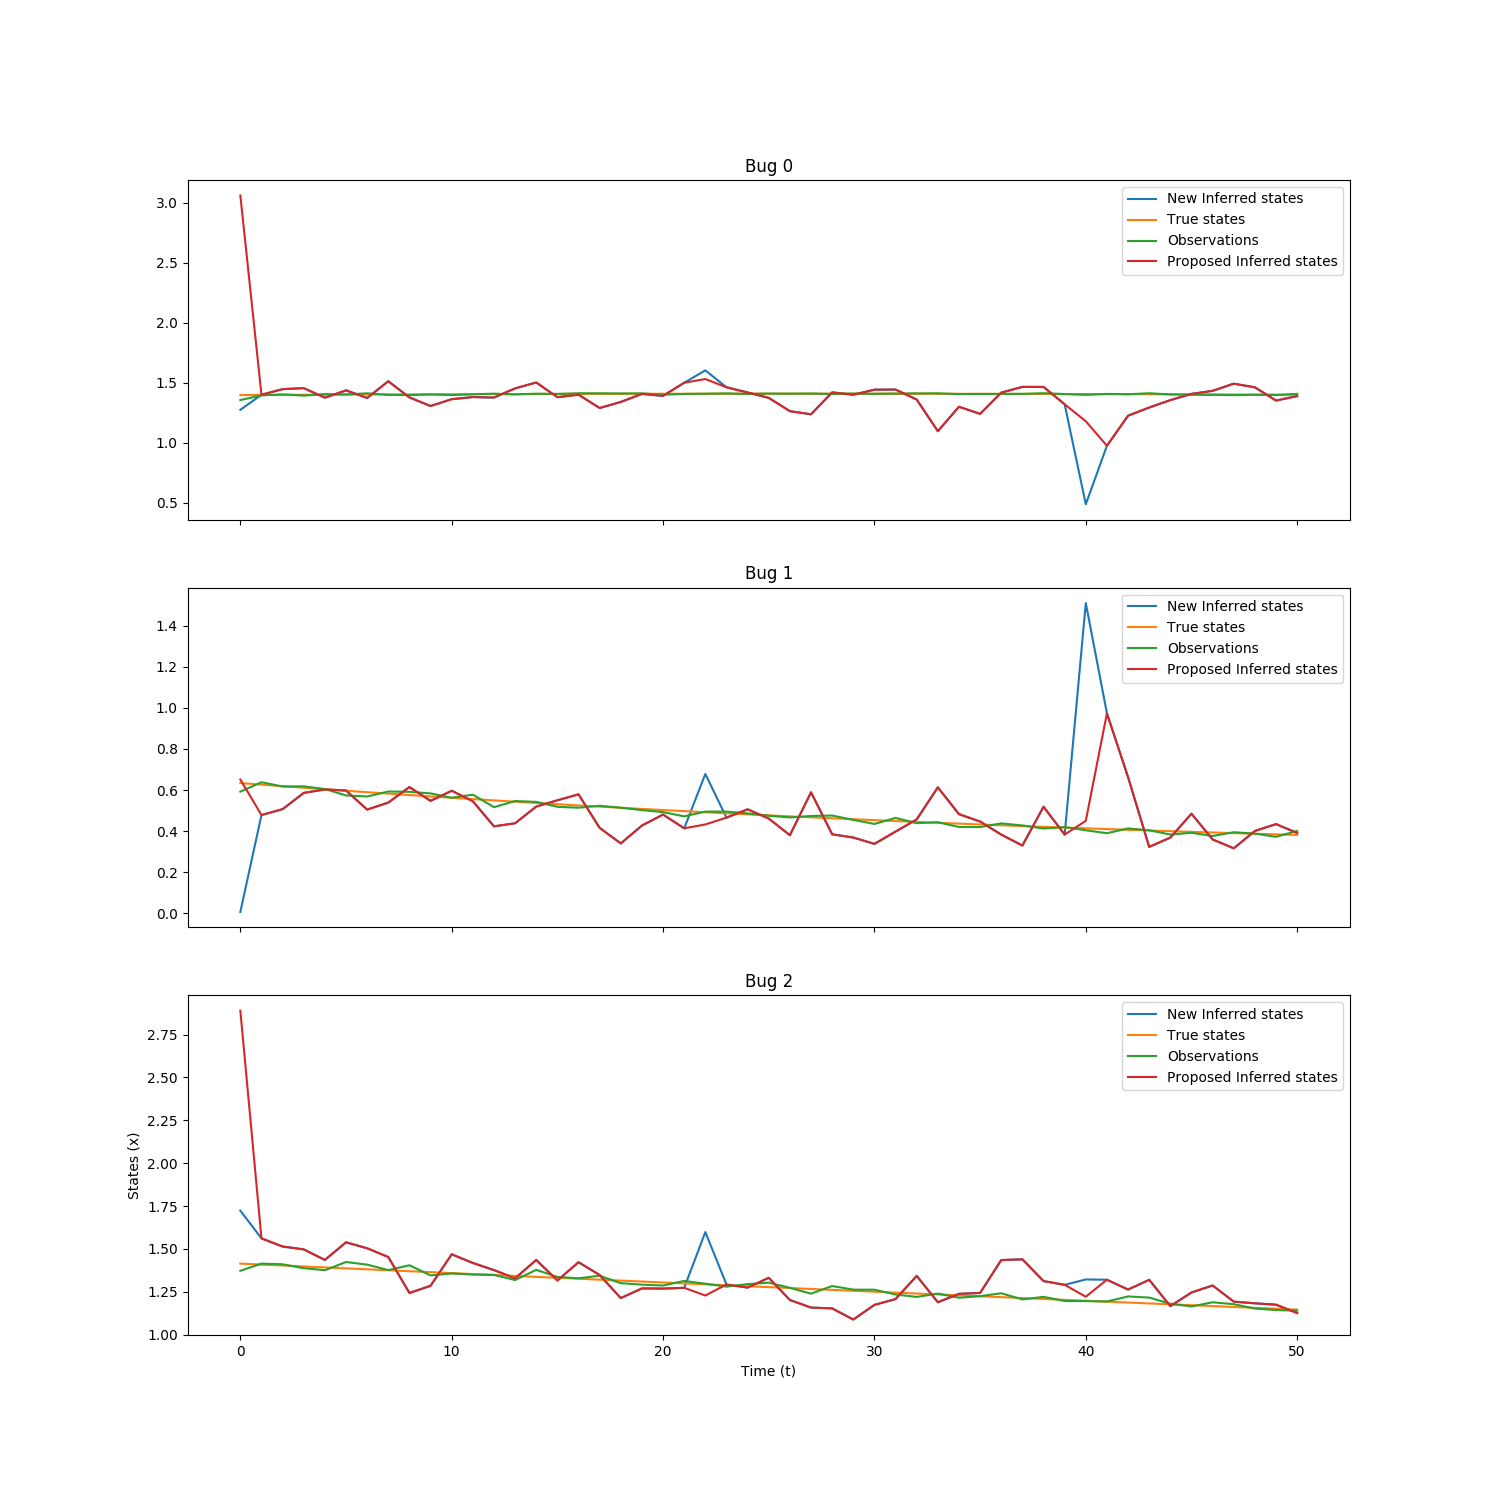 Bug 0
3.0
2.5
2.0
1.5
1.0
0.5
New Inferred states
True states
Observations
Proposed Inferred states
Bug 1
1.4
1.2
1.0
0.8
0.6
0.4
0.2
0.0
New Inferred states
True states
Observations
Proposed Inferred states
Bug 2
States (x)
2.75
2.50
2.25
2.00
1.75
1.50
1.25
1.00
New Inferred states
True states
Observations
Proposed Inferred states
0 10 20 30 40 50
Time (t)